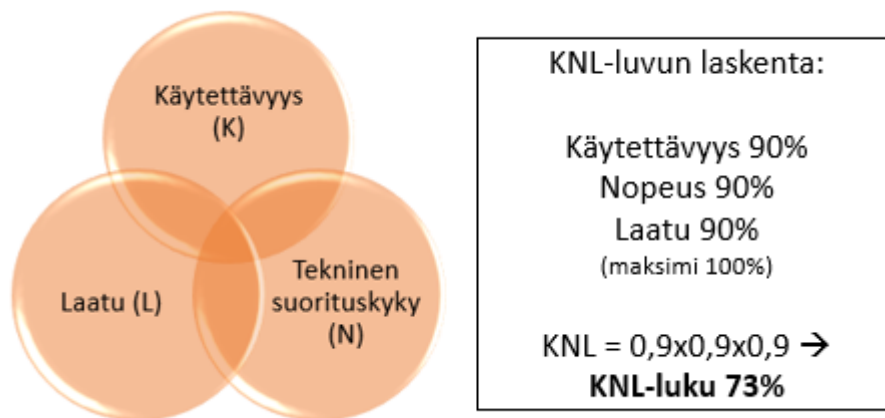 Käytettävyys
(K)
Laatu (L)
Tekninen
suorituskyky
(N)
KNL-luvun laskenta:
Käytettävyys 90%
Nopeus 90%
Laatu 90%
(maksimi 100%)
KNL = 0,9x0,9x0,9 →
KNL-luku 73%